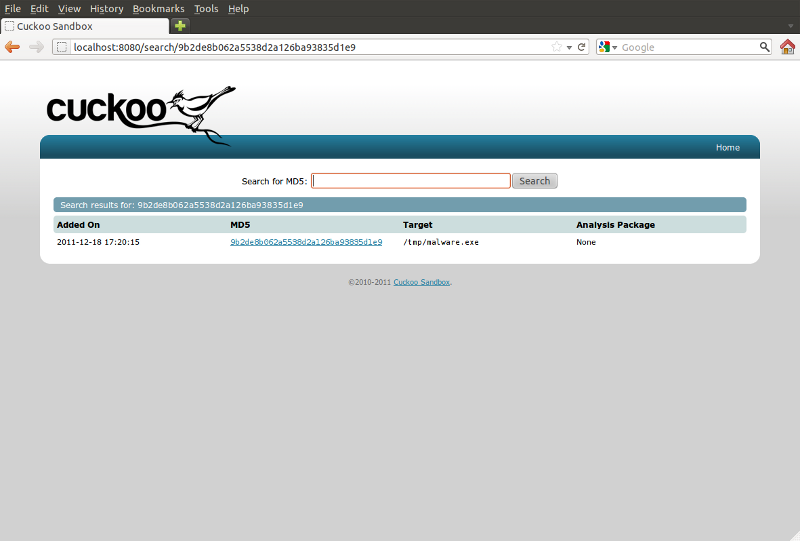 File Edit View History Bookmarks Tools Help
Cuckoo Sandbox
localhost:8080/search/9b2de8b062a5538d2a126ba93835d1e9
Google
cuckoo
Home
Search for MD5: Search
Search results for: 9b2de8b062a5538d2a126ba93835d1e9
Added On MD5 Target Analysis Package
2011-12-18 17:20:15 9b2de8b062a5538d2a126ba93835d1e9 /tmp/malware.exe None
©2010-2011 Cuckoo Sandbox.